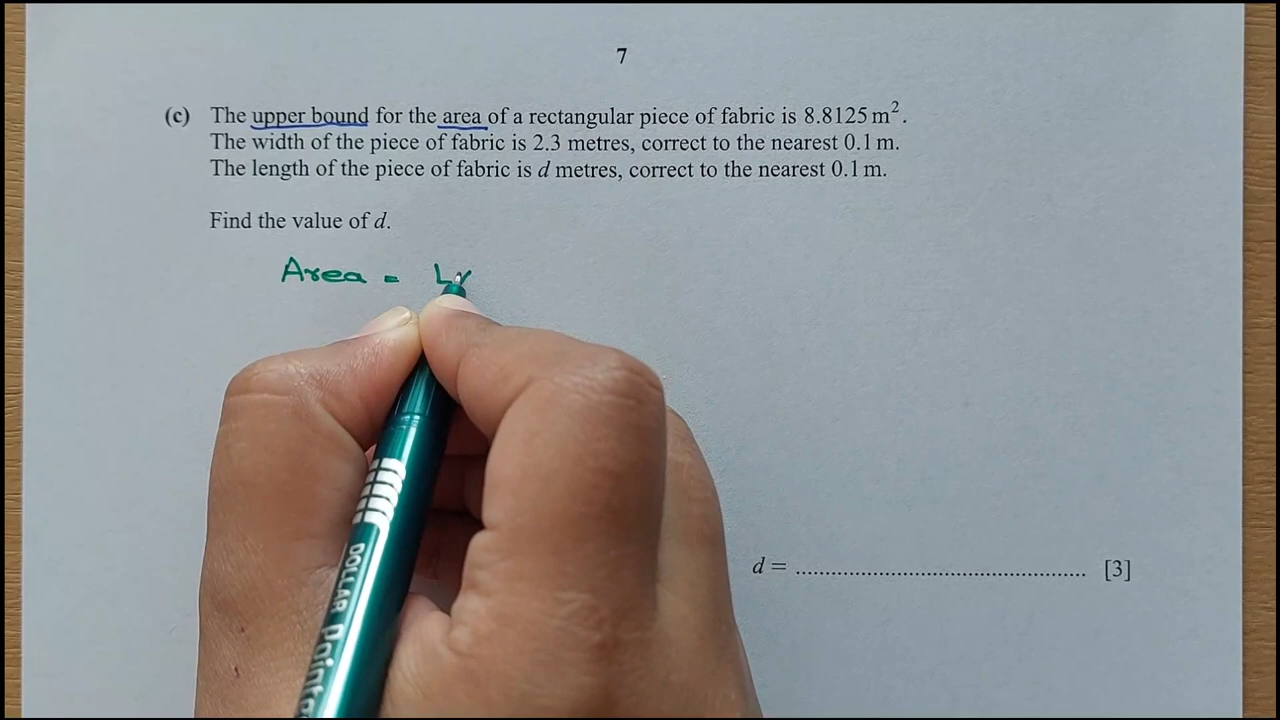 7
(c) The upper bound for the area of a rectangular piece of fabric is 8.8125 m².
The width of the piece of fabric is 2.3 metres, correct to the nearest 0.1 m.
The length of the piece of fabric is d metres, correct to the nearest 0.1 m.
Find the value of d.
Area = L
d = ................................................ [3]
DOLLAR Pointe